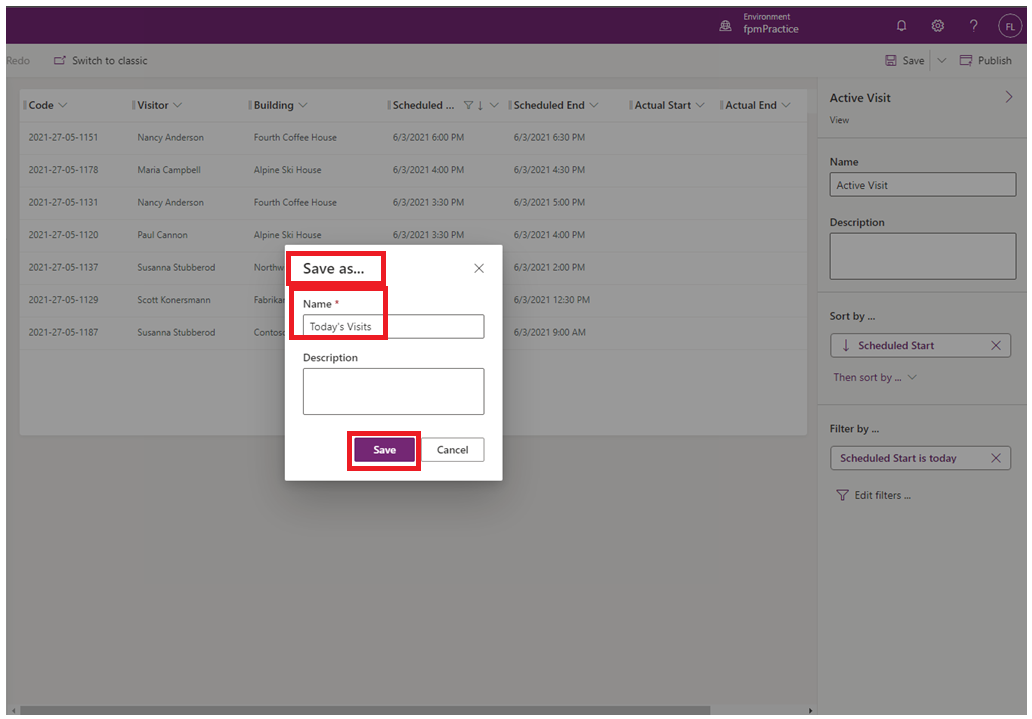 Environment
fpmPractice
FL
Redo Switch to classic Save Publish
Code Visitor Building Scheduled ... Scheduled End Actual Start Actual End
2021-27-05-1151 Nancy Anderson Fourth Coffee House 6/3/2021 6:00 PM 6/3/2021 6:30 PM
2021-27-05-1178 Maria Campbell Alpine Ski House 6/3/2021 4:00 PM 6/3/2021 4:30 PM
2021-27-05-1131 Nancy Anderson Fourth Coffee House 6/3/2021 3:30 PM 6/3/2021 5:00 PM
2021-27-05-1120 Paul Cannon Alpine Ski House 6/3/2021 3:30 PM 6/3/2021 4:00 PM
2021-27-05-1137 Susanna Stubberod Northw 6/3/2021 2:00 PM
2021-27-05-1129 Scott Konersmann Fabrika 6/3/2021 12:30 PM
2021-27-05-1187 Susanna Stubberod Contos 6/3/2021 9:00 AM
Save as...
Name *
Today's Visits
Description
Save Cancel
Active Visit
View
Name
Active Visit
Description
Sort by ...
Scheduled Start
Then sort by ...
Filter by ...
Scheduled Start is today
Edit filters ...